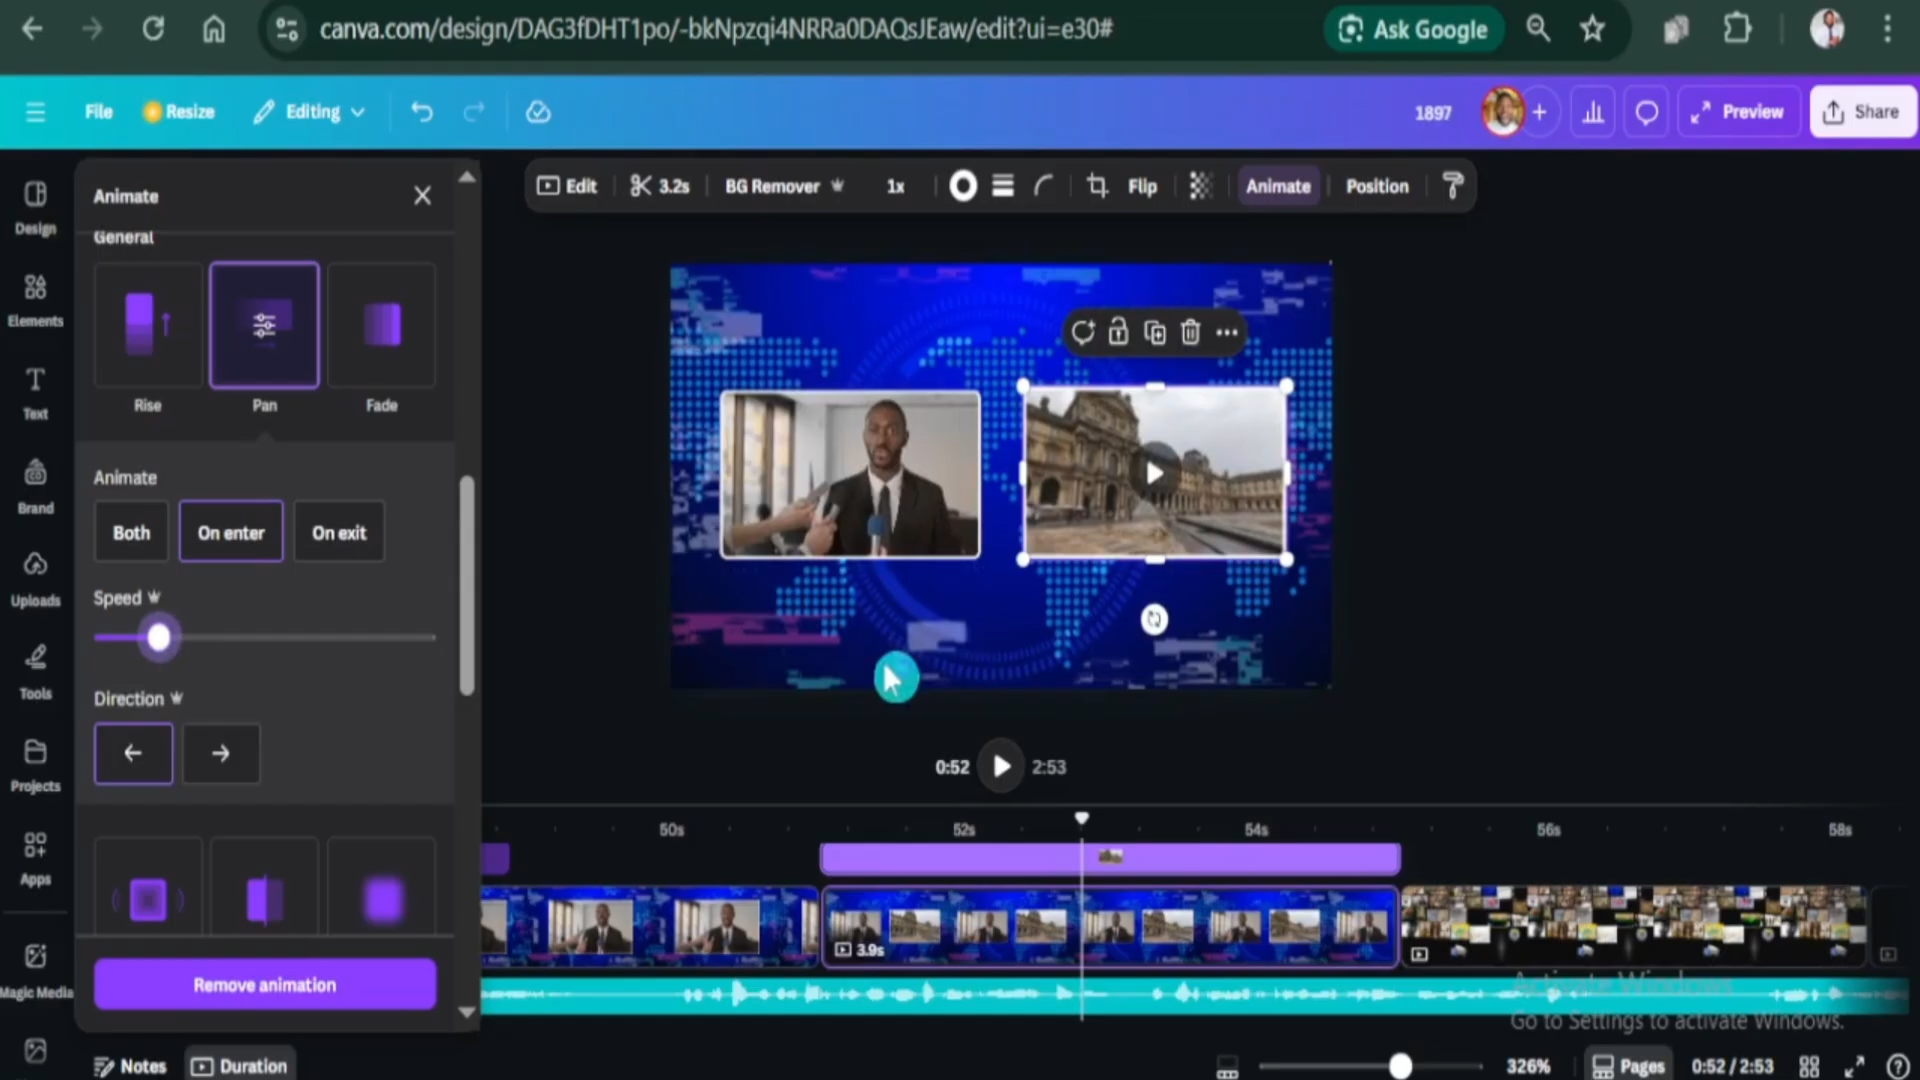 canva.com/design/DAG3fDHT1po/-bkNpzqi4NRRa0DAQsJEaw/edit?ui=e30#
Ask Google
File
Resize
Editing
1897
Preview
Share
Edit
3.2s
BG Remover
1x
Flip
Animate
Position
Design
Elements
Text
Brand
Uploads
Tools
Projects
Apps
Magic Media
Animate
General
Rise
Pan
Fade
Animate
Both
On enter
On exit
Speed
Direction
Remove animation
0:52
2:53
50s
52s
54s
56s
58s
3.9s
Activate Windows
Go to Settings to activate Windows.
Notes
Duration
326%
Pages
0:52 / 2:53